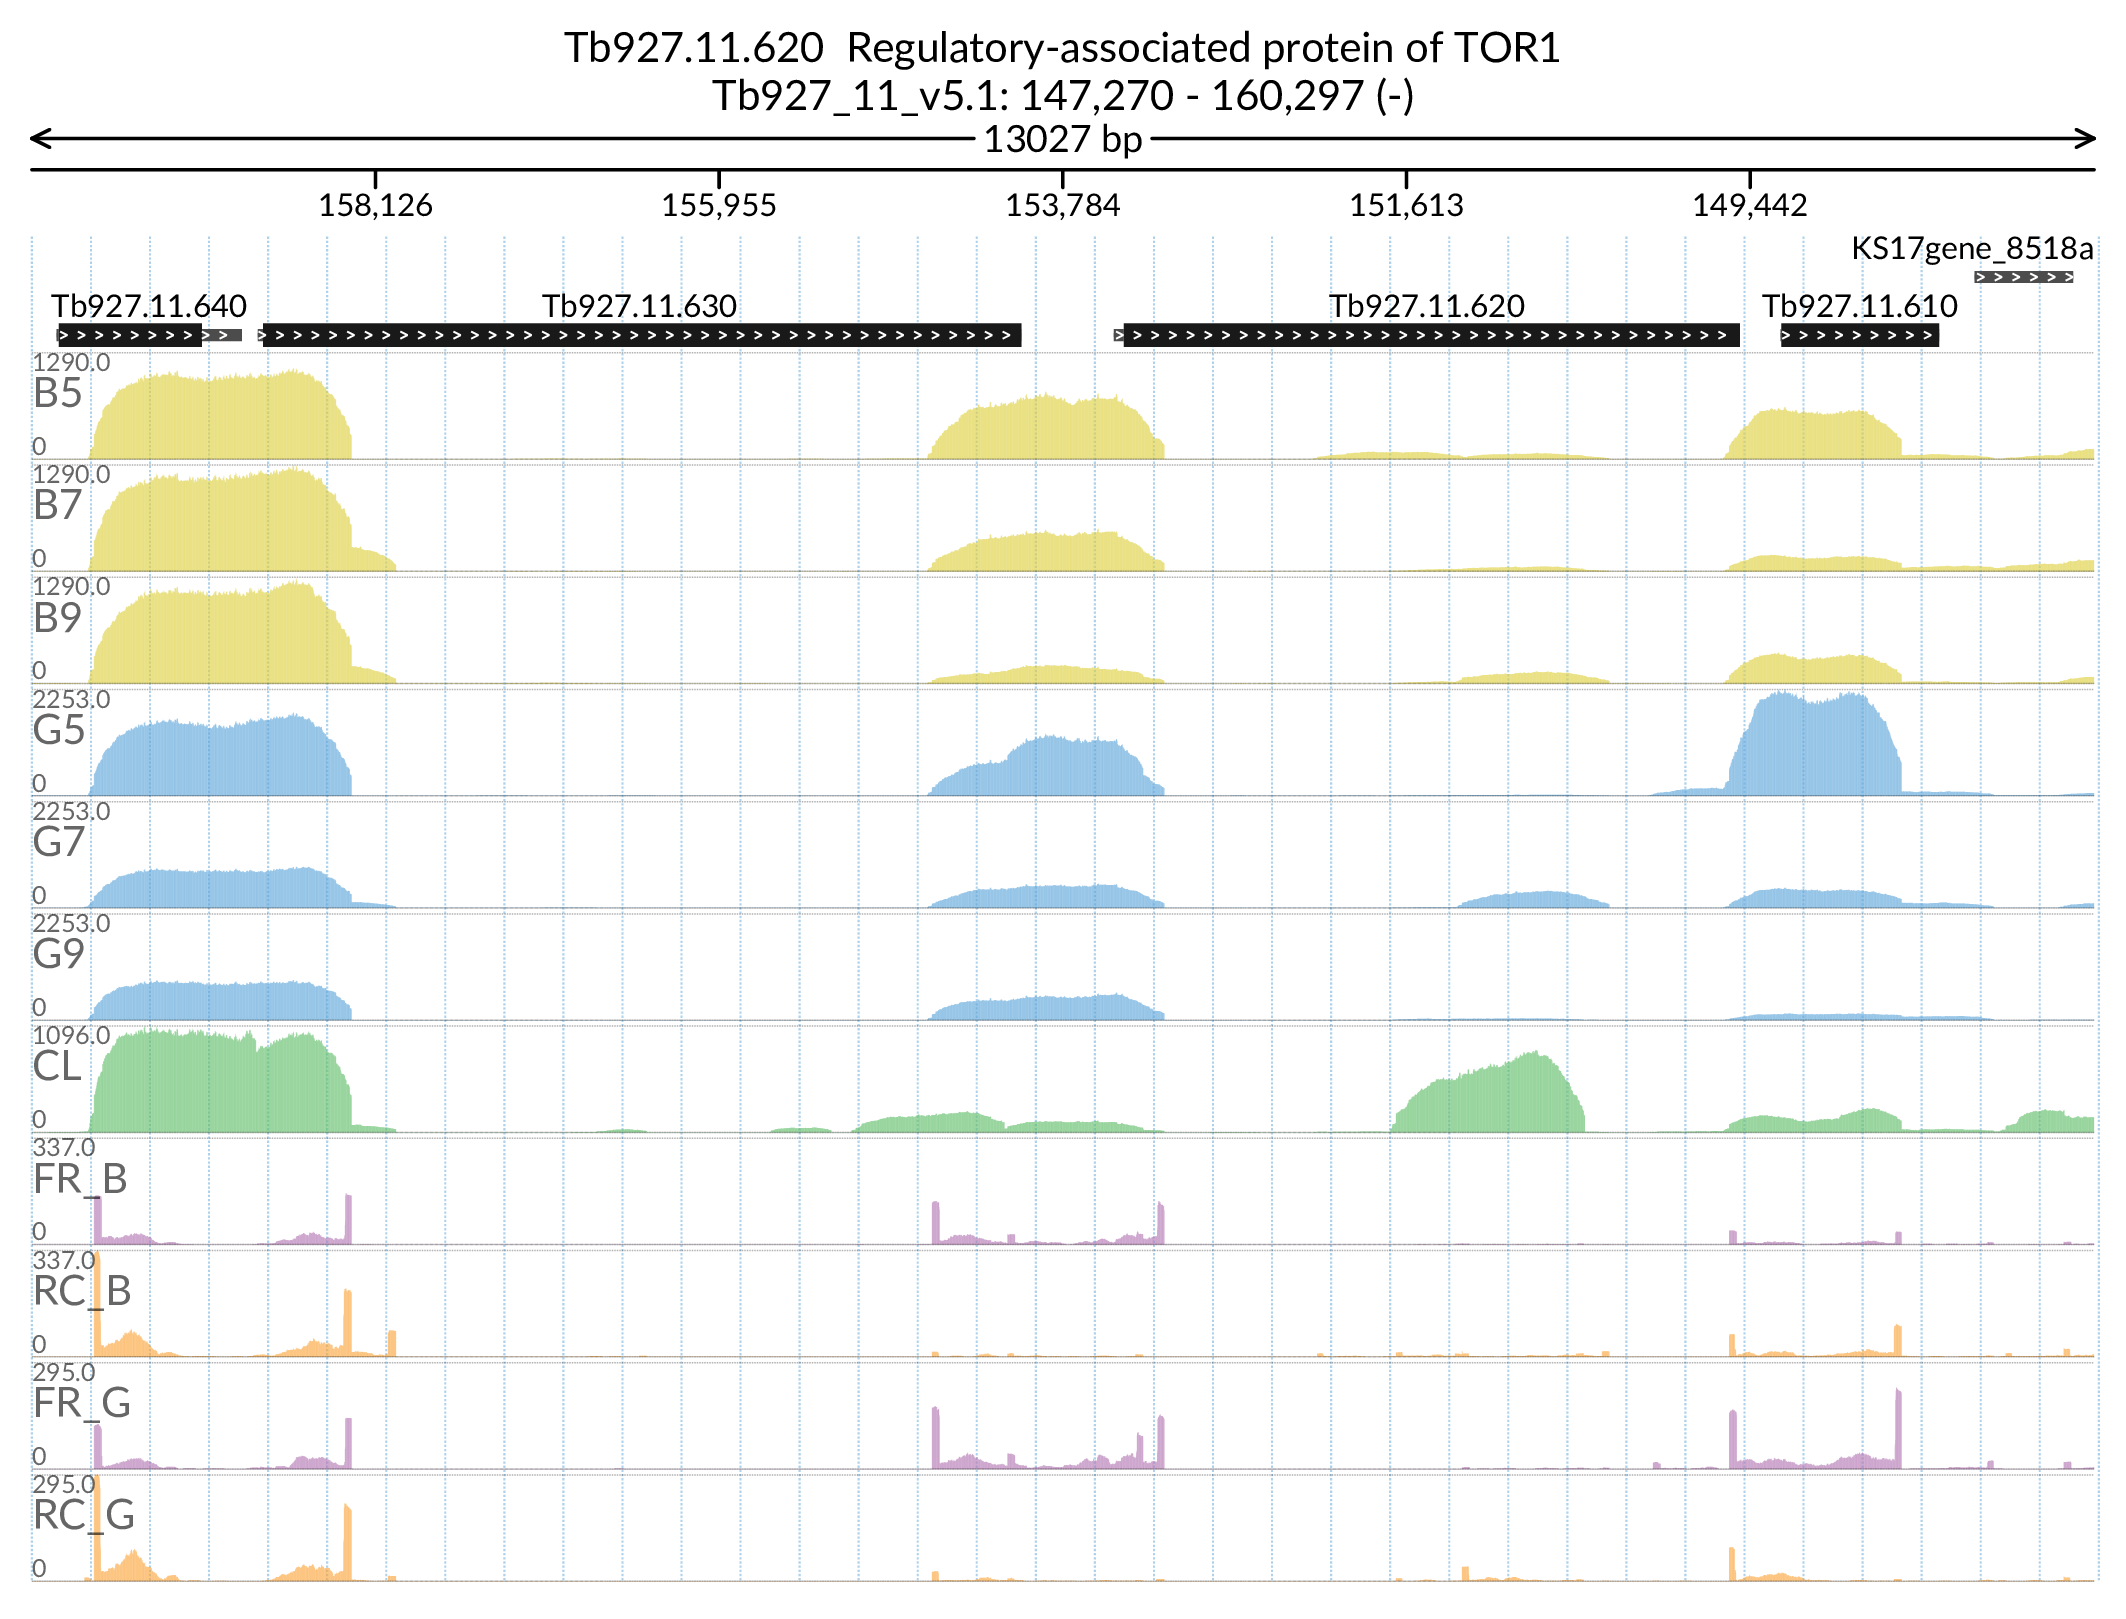 Tb927.11.620  Regulatory-associated protein of TOR1
Tb927_11_v5.1: 147,270 - 160,297 (-)
13027 bp
158,126 155,955 153,784 151,613 149,442
KS17gene_8518a
Tb927.11.640 Tb927.11.630 Tb927.11.620 Tb927.11.610
1290.0
B5
0
1290.0
B7
0
1290.0
B9
0
2253.0
G5
0
2253.0
G7
0
2253.0
G9
0
1096.0
CL
0
337.0
FR_B
0
337.0
RC_B
0
295.0
FR_G
0
295.0
RC_G
0